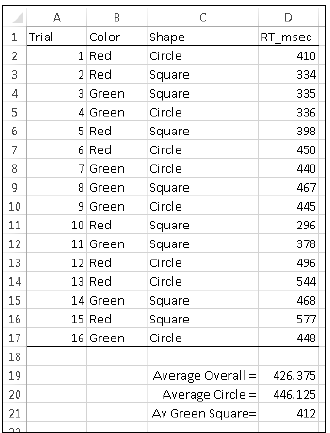 A B C D
1 Trial Color Shape RT_msec
2 1 Red Circle 410
3 2 Red Square 334
4 3 Green Square 335
5 4 Green Circle 336
6 5 Red Square 398
7 6 Red Circle 450
8 7 Green Circle 440
9 8 Green Square 467
10 9 Green Circle 445
11 10 Red Square 296
12 11 Green Square 378
13 12 Red Circle 496
14 13 Red Circle 544
15 14 Green Square 468
16 15 Red Square 577
17 16 Green Circle 448
18
19 Average Overall = 426.375
20 Average Circle = 446.125
21 Av Green Square= 412